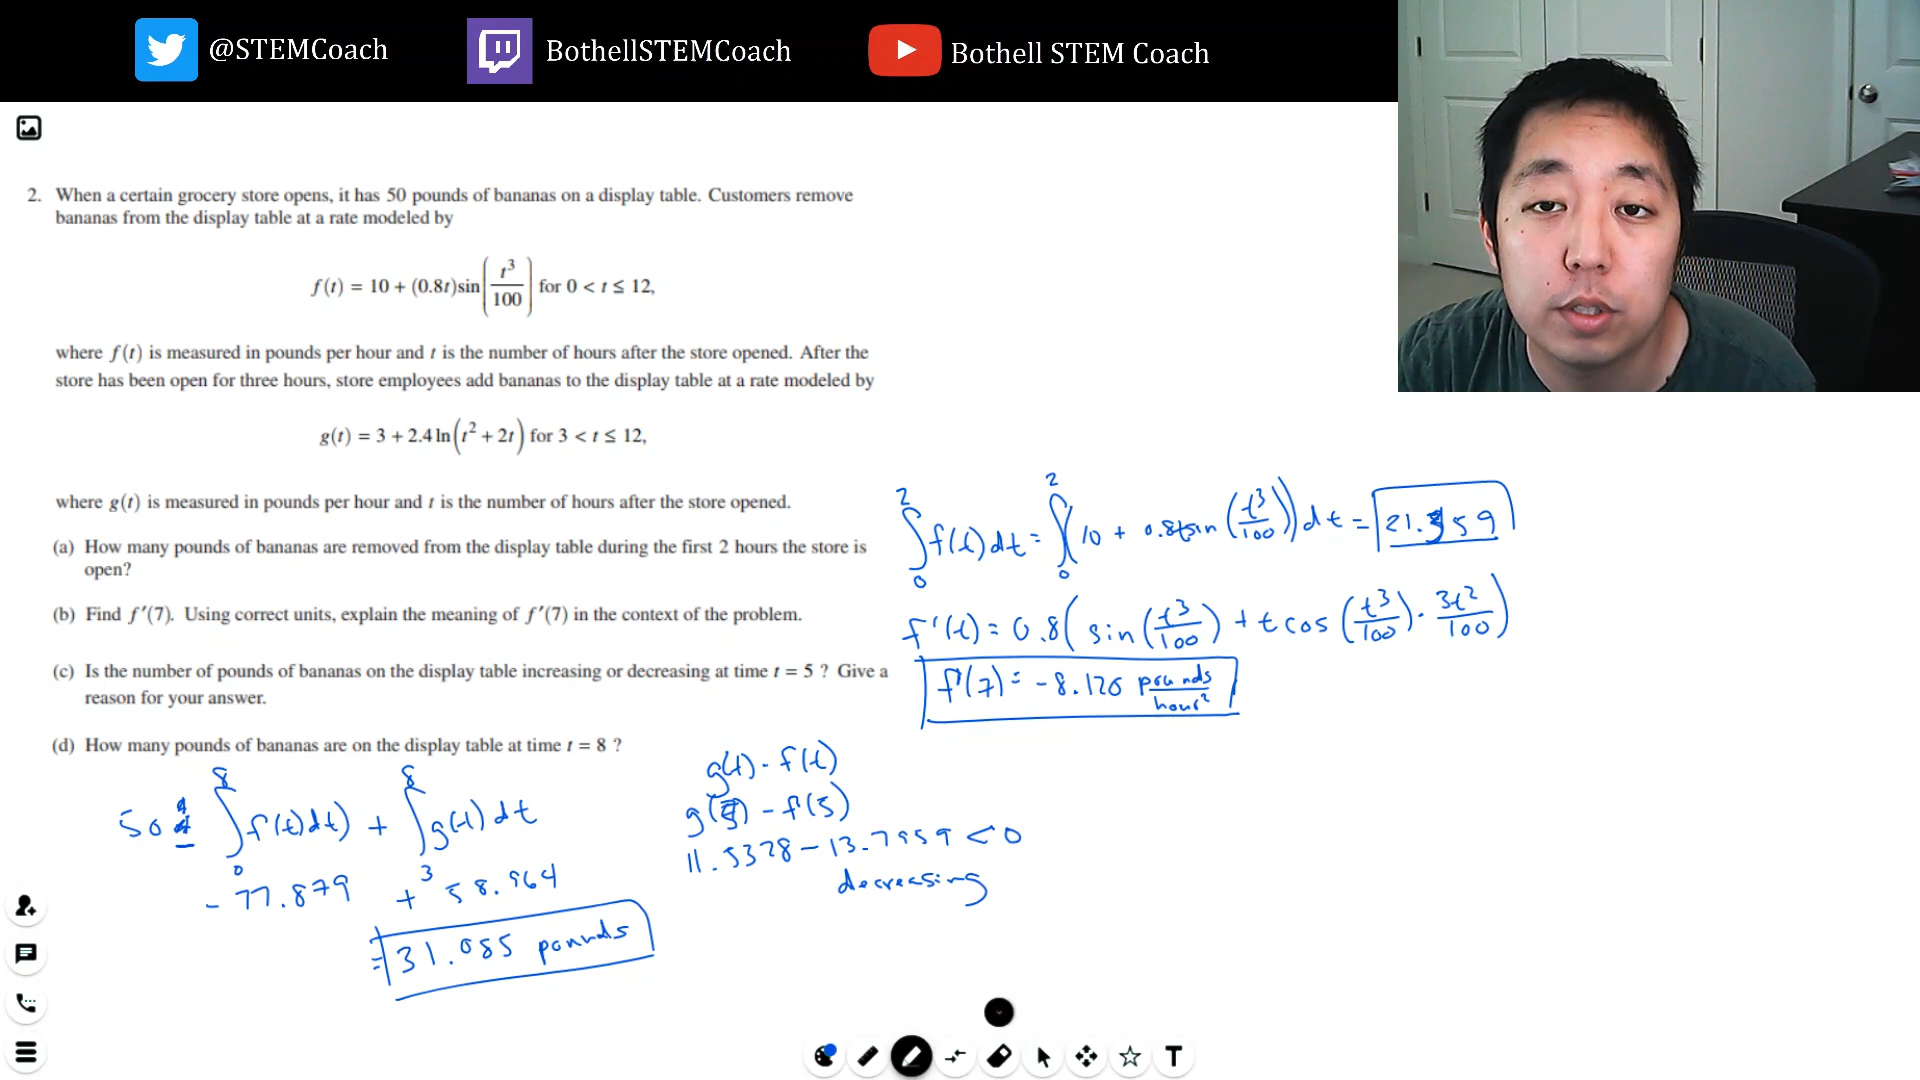 @STEMCoach
BothellSTEMCoach
Bothell STEM Coach
2. When a certain grocery store opens, it has 50 pounds of bananas on a display table. Customers remove
bananas from the display table at a rate modeled by
f(t) = 10 + (0.8t)sin(t³/100) for 0 < t ≤ 12,
where f(t) is measured in pounds per hour and t is the number of hours after the store opened. After the
store has been open for three hours, store employees add bananas to the display table at a rate modeled by
g(t) = 3 + 2.4 ln(t² + 2t) for 3 < t ≤ 12,
where g(t) is measured in pounds per hour and t is the number of hours after the store opened.
(a) How many pounds of bananas are removed from the display table during the first 2 hours the store is
open?
(b) Find f′(7). Using correct units, explain the meaning of f′(7) in the context of the problem.
(c) Is the number of pounds of bananas on the display table increasing or decreasing at time t = 5 ? Give a
reason for your answer.
(d) How many pounds of bananas are on the display table at time t = 8 ?
∫₀² f(t)dt = ∫₀² (10 + 0.8t sin(t³/100))dt = 59
f'(t) = 0.8(sin(t³/100) + t cos(t³/100) · 3t²/100)
f'(7) = -8.120 pounds/hour²
g(t) - f(t)
g(5) - f(5)
11.5328 - 13.7959 < 0
decreasing
50 - ∫₀⁸ f(t)dt) + ∫₃⁸ g(t)dt
- 77.879 + 58.964
= 31.085 pounds
T